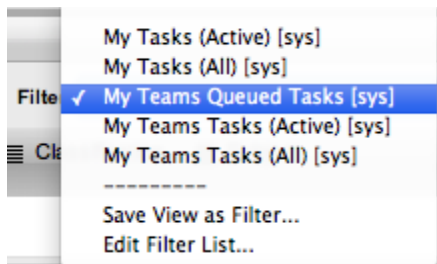 My Tasks (Active) [sys]
My Tasks (All) [sys]
Filte ✓ My Teams Queued Tasks [sys]
My Teams Tasks (Active) [sys]
My Teams Tasks (All) [sys]
---------
Save View as Filter...
Edit Filter List...